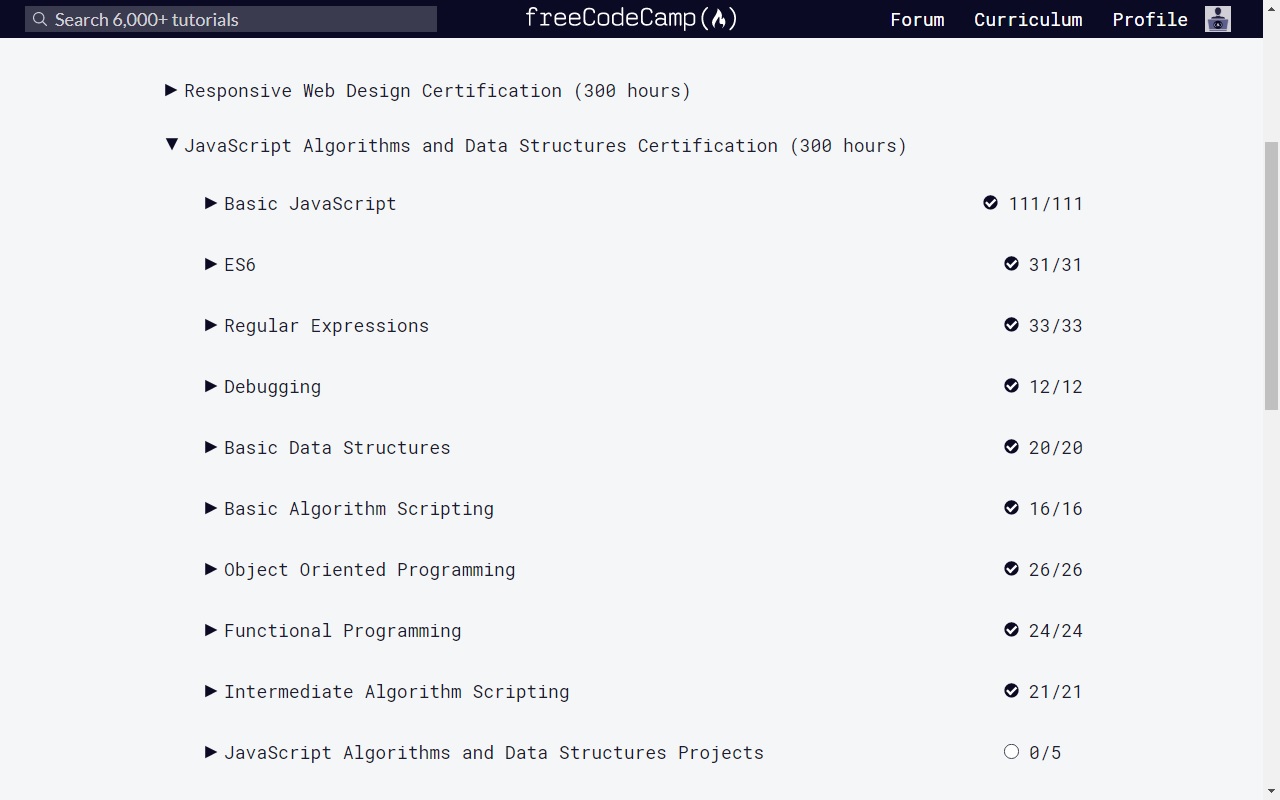 Search 6,000+ tutorials
freeCodeCamp(🔥)
Forum Curriculum Profile
Responsive Web Design Certification (300 hours)
JavaScript Algorithms and Data Structures Certification (300 hours)
Basic JavaScript 111/111
ES6 31/31
Regular Expressions 33/33
Debugging 12/12
Basic Data Structures 20/20
Basic Algorithm Scripting 16/16
Object Oriented Programming 26/26
Functional Programming 24/24
Intermediate Algorithm Scripting 21/21
JavaScript Algorithms and Data Structures Projects 0/5